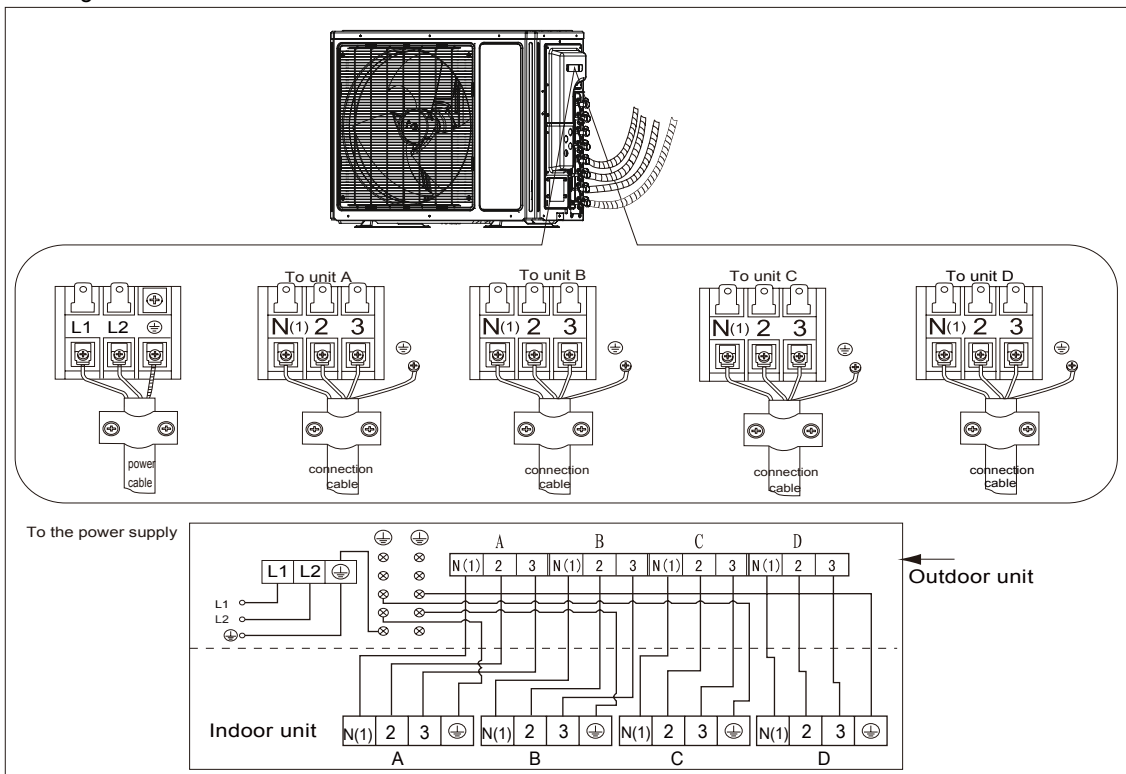 To unit A To unit B To unit C To unit D
L1 L2 N(1) 2 3 N(1) 2 3 N(1) 2 3 N(1) 2 3
power cable
connection cable
connection cable
connection cable
connection cable
To the power supply
A B C D
L1 L2 N(1) 2 3 N(1) 2 3 N(1) 2 3 N(1) 2 3
Outdoor unit
L1
L2
Indoor unit
N(1) 2 3 N(1) 2 3 N(1) 2 3 N(1) 2 3
A B C D